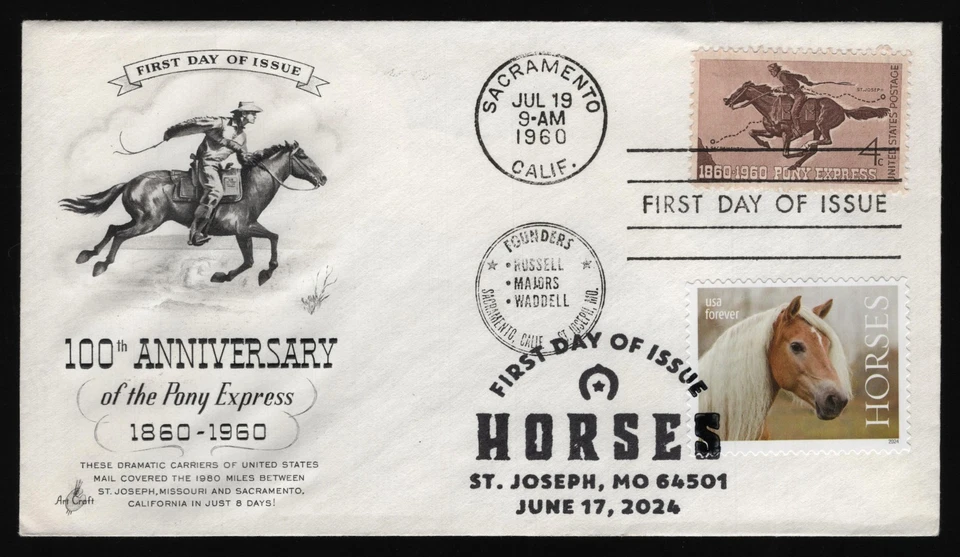 FIRST DAY OF ISSUE
100th ANNIVERSARY
of the Pony Express
1860-1960
THESE DRAMATIC CARRIERS OF UNITED STATES
MAIL COVERED THE 1980 MILES BETWEEN
ST. JOSEPH, MISSOURI AND SACRAMENTO,
CALIFORNIA IN JUST 8 DAYS!
Art Craft
SACRAMENTO
JUL 19
9-AM
1960
CALIF.
ST. JOSEPH
4c
UNITED STATES POSTAGE
1860-1960 PONY EXPRESS
FIRST DAY OF ISSUE
FOUNDERS
• RUSSELL
• MAJORS
• WADDELL
SACRAMENTO, CALIF. ST JOSEPH, MO.
usa
forever
HORSES
2024
FIRST DAY OF ISSUE
HORSES
ST. JOSEPH, MO 64501
JUNE 17, 2024